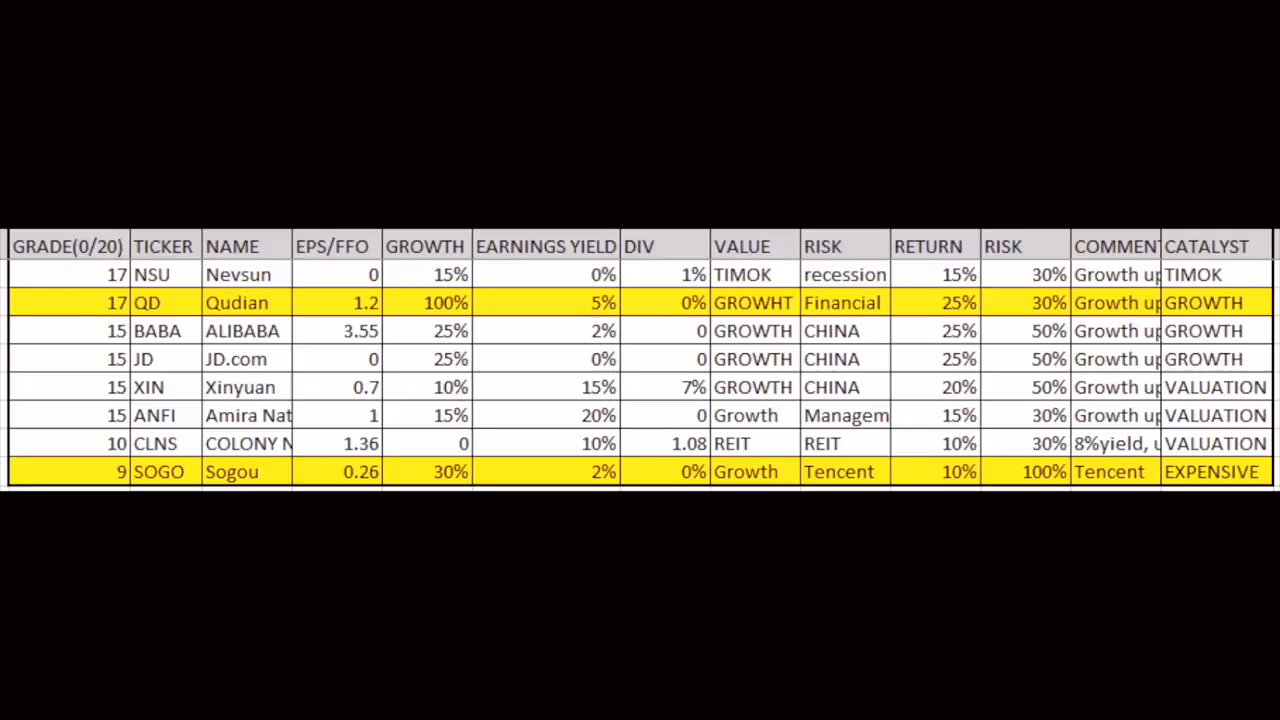 GRADE(0/20) TICKER NAME EPS/FFO GROWTH EARNINGS YIELD DIV VALUE RISK RETURN RISK COMMEN CATALYST
17 NSU Nevsun 0 15% 0% 1% TIMOK recession 15% 30% Growth up TIMOK
17 QD Qudian 1.2 100% 5% 0% GROWHT Financial 25% 30% Growth up GROWTH
15 BABA ALIBABA 3.55 25% 2% 0 GROWTH CHINA 25% 50% Growth up GROWTH
15 JD JD.com 0 25% 0% 0 GROWTH CHINA 25% 50% Growth up GROWTH
15 XIN Xinyuan 0.7 10% 15% 7% GROWTH CHINA 20% 50% Growth up VALUATION
15 ANFI Amira Nat 1 15% 20% 0 Growth Managem 15% 30% Growth up VALUATION
10 CLNS COLONY N 1.36 0 10% 1.08 REIT REIT 10% 30% 8%yield, u VALUATION
9 SOGO Sogou 0.26 30% 2% 0% Growth Tencent 10% 100% Tencent EXPENSIVE